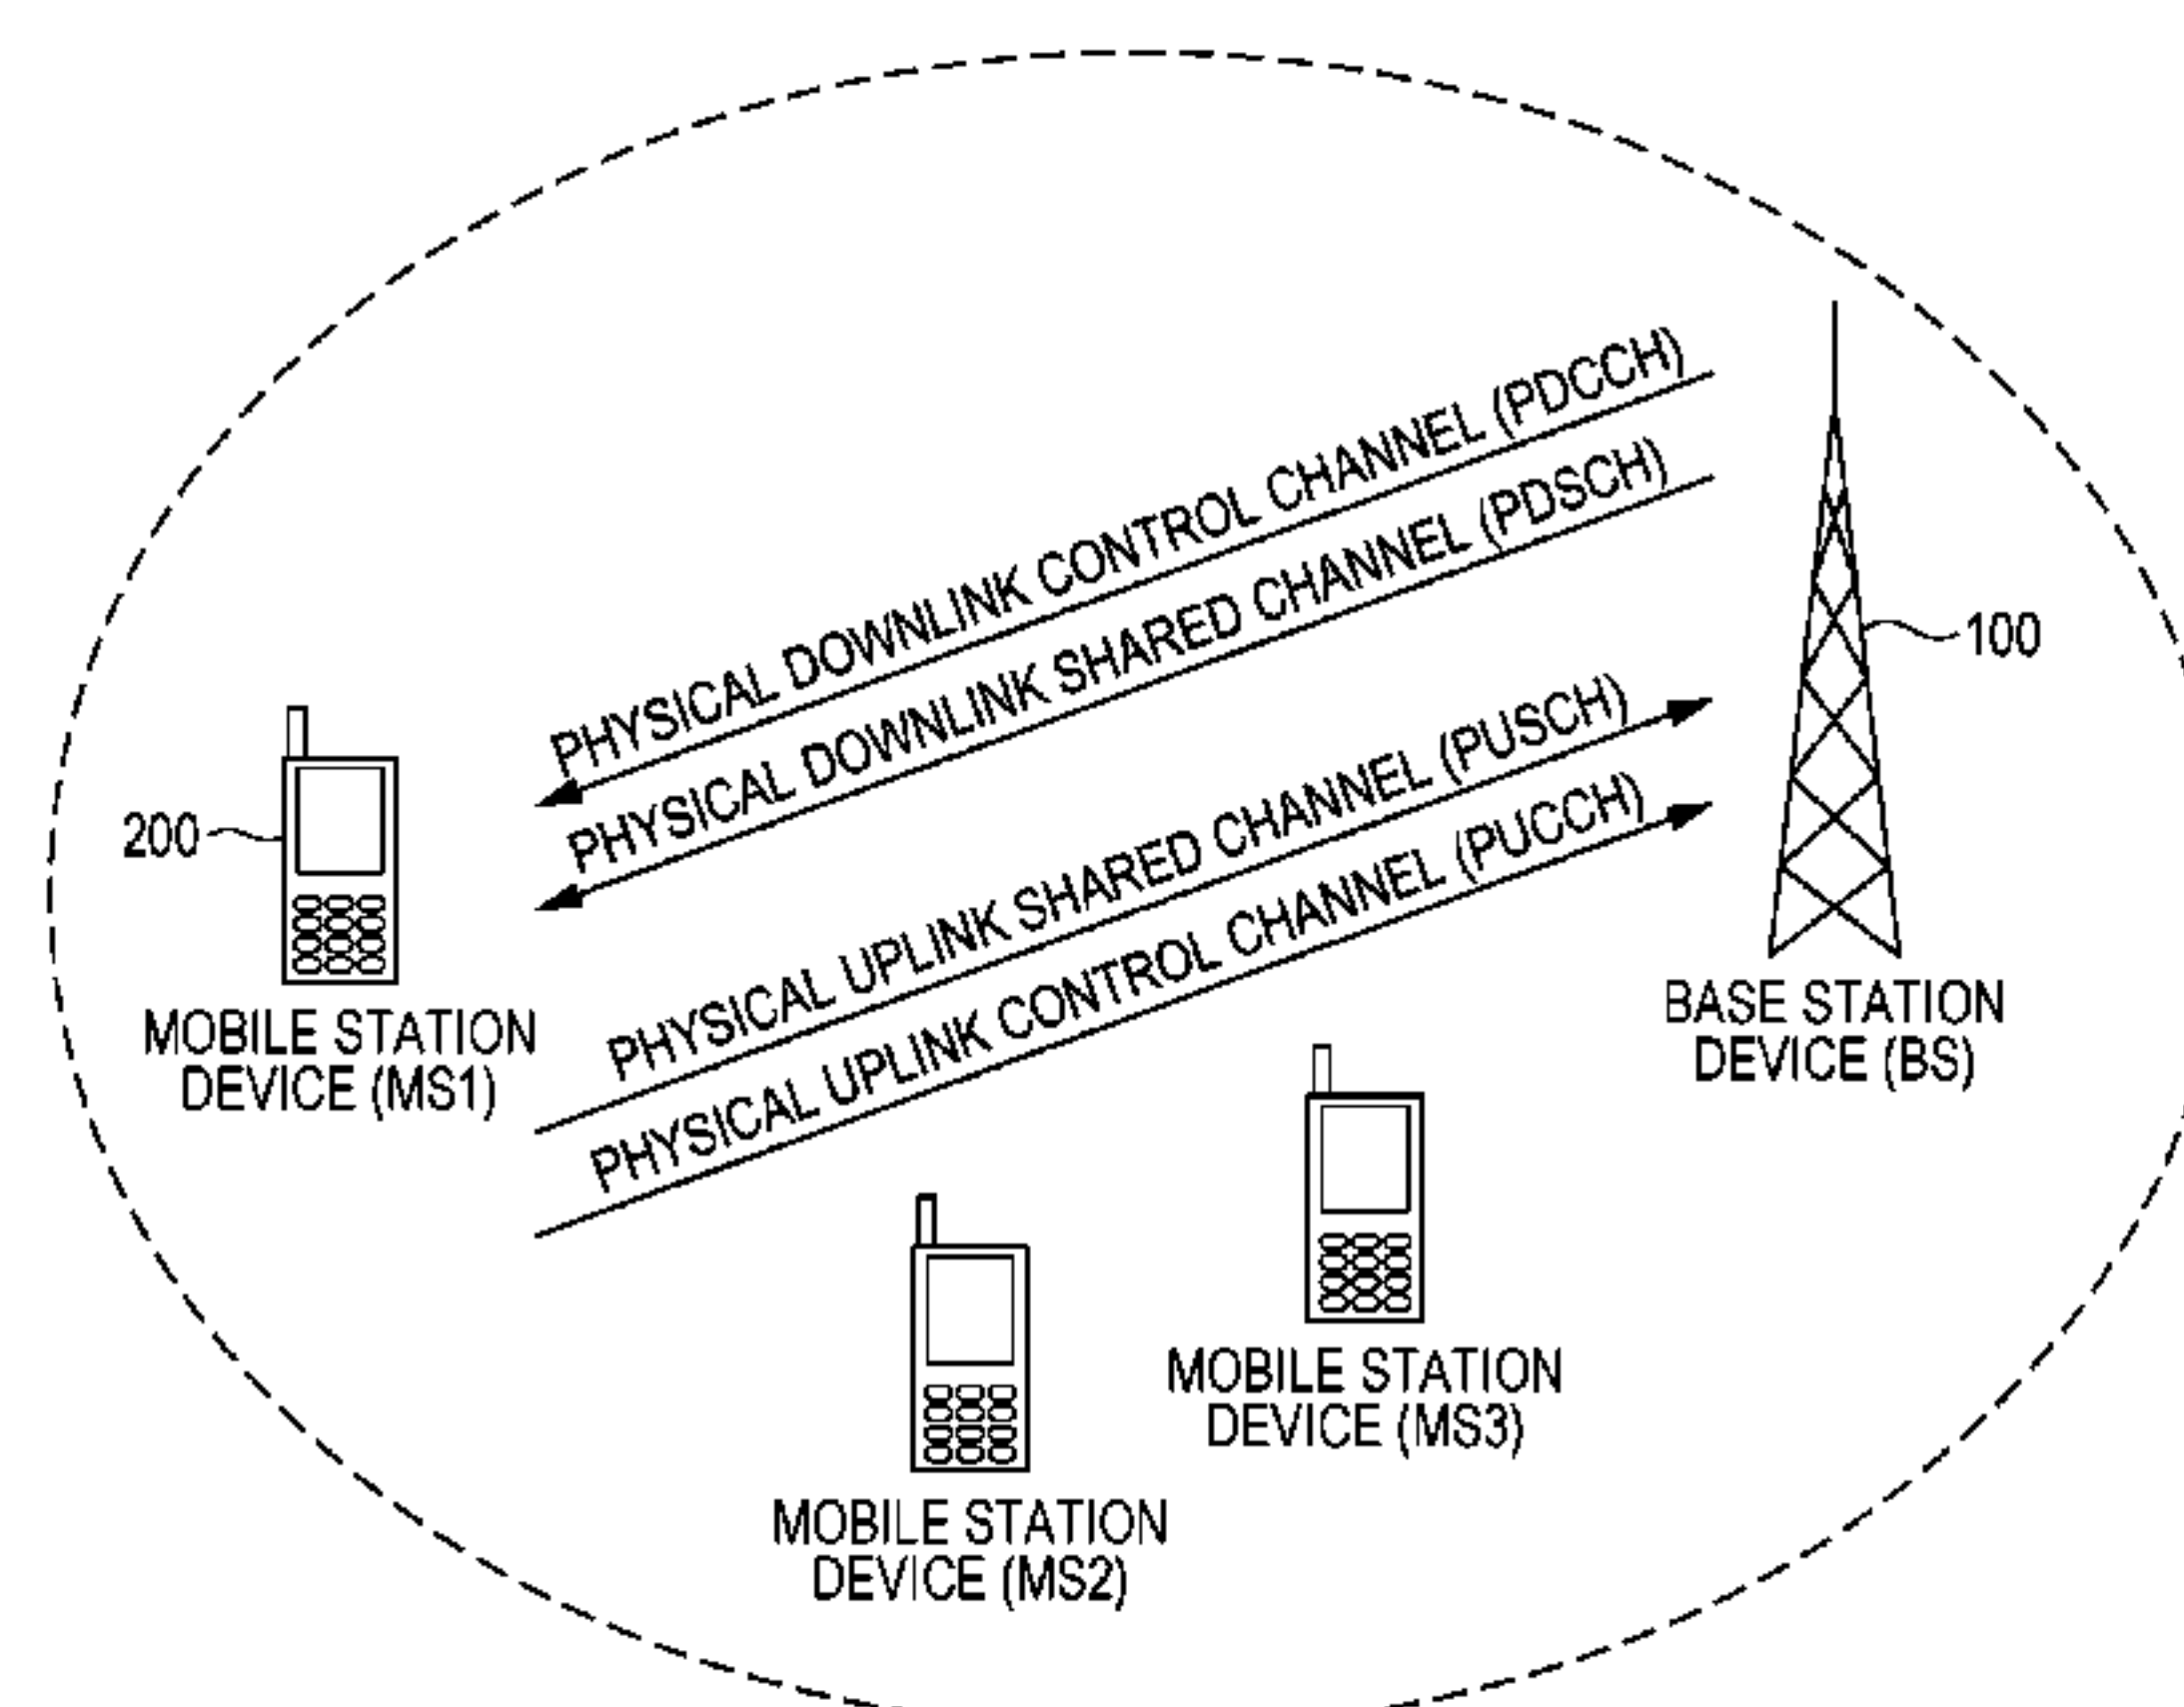 PHYSICAL DOWNLINK CONTROL CHANNEL (PDCCH)
PHYSICAL DOWNLINK SHARED CHANNEL (PDSCH)
PHYSICAL UPLINK SHARED CHANNEL (PUSCH)
PHYSICAL UPLINK CONTROL CHANNEL (PUCCH)
100
200
BASE STATION
DEVICE (BS)
MOBILE STATION
DEVICE (MS1)
MOBILE STATION
DEVICE (MS3)
MOBILE STATION
DEVICE (MS2)